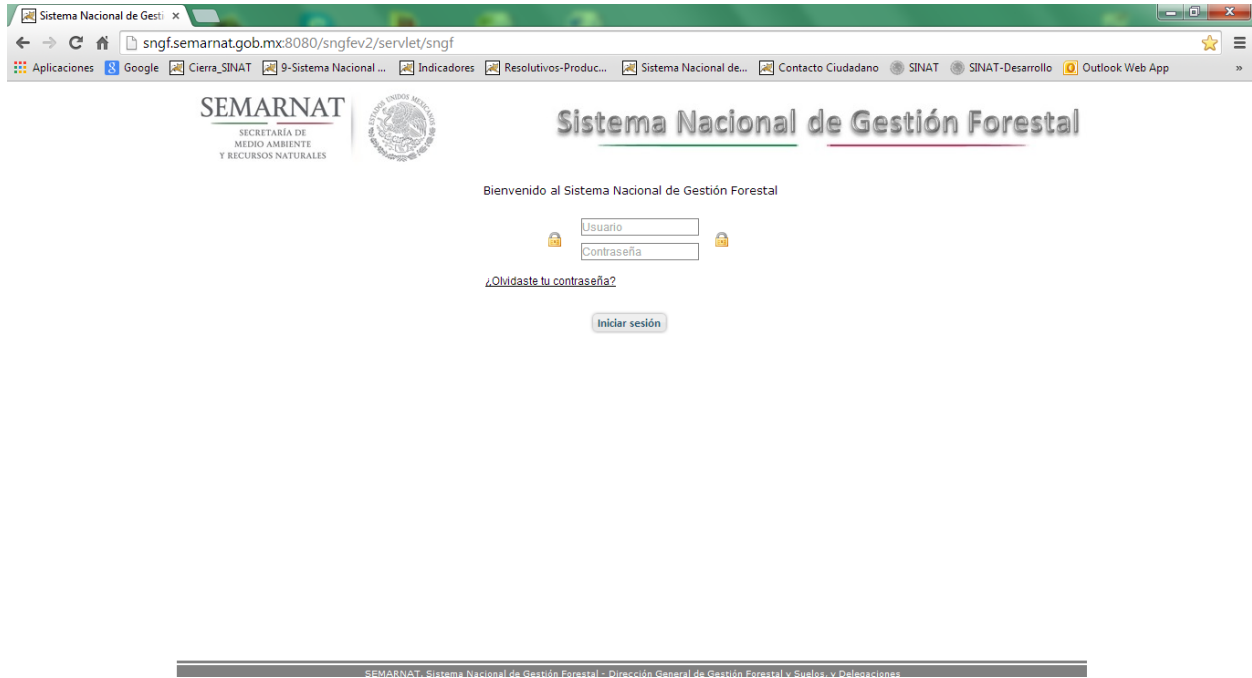 Sistema Nacional de Gesti
sngf.semarnat.gob.mx:8080/sngfev2/servlet/sngf
Aplicaciones Google Cierra_SINAT 9-Sistema Nacional ... Indicadores Resolutivos-Produc... Sistema Nacional de... Contacto Ciudadano SINAT SINAT-Desarrollo Outlook Web App »
SEMARNAT
SECRETARÍA DE
MEDIO AMBIENTE
Y RECURSOS NATURALES
ESTADOS UNIDOS MEXICANOS
Sistema Nacional de Gestión Forestal
Bienvenido al Sistema Nacional de Gestión Forestal
Usuario
Contraseña
¿Olvidaste tu contraseña?
Iniciar sesión
SEMARNAT, Sistema Nacional de Gestión Forestal - Dirección General de Gestión Forestal y Suelos, y Delegaciones